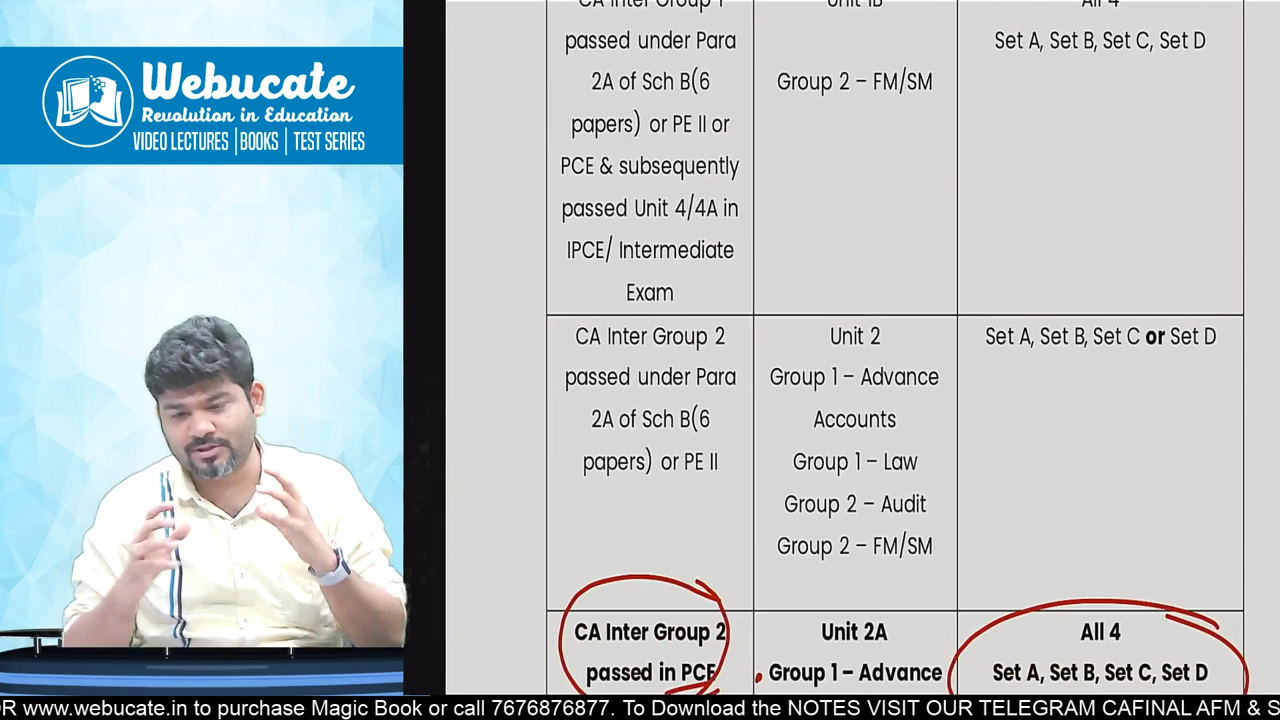 Webucate
Revolution in Education
VIDEO LECTURES | BOOKS | TEST SERIES
CA Inter Group 1
passed under Para
2A of Sch B(6
papers) or PE II or
PCE & subsequently
passed Unit 4/4A in
IPCE/ Intermediate
Exam
Unit 1B
Group 2 – FM/SM
All 4
Set A, Set B, Set C, Set D
CA Inter Group 2
passed under Para
2A of Sch B(6
papers) or PE II
Unit 2
Group 1 – Advance
Accounts
Group 1 – Law
Group 2 – Audit
Group 2 – FM/SM
Set A, Set B, Set C or Set D
CA Inter Group 2
passed in PCE
Unit 2A
Group 1 – Advance
All 4
Set A, Set B, Set C, Set D
OR www.webucate.in to purchase Magic Book or call 7676876877. To Download the NOTES VISIT OUR TELEGRAM CAFINAL AFM & S